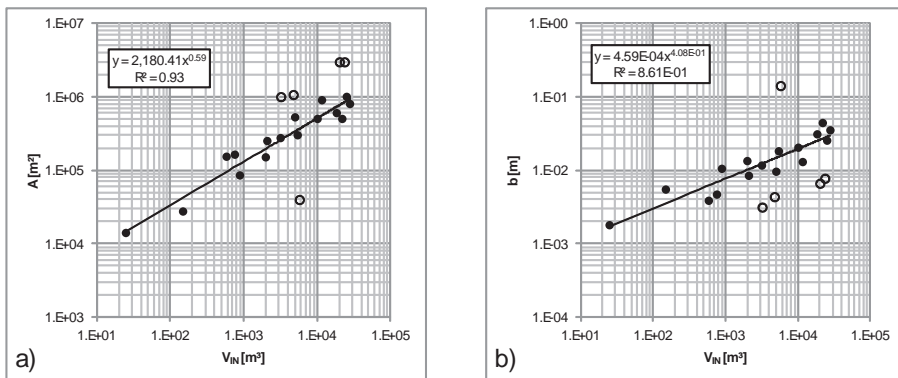 1.E+07
y = 2,180.41x^0.59
R² = 0.93
1.E+06
A [m²]
1.E+05
1.E+04
1.E+03
1.E+01 1.E+02 1.E+03 1.E+04 1.E+05
V_IN [m³]
a)
1.E+00
y = 4.59E-04x^4.08E-01
R² = 8.61E-01
1.E-01
b [m]
1.E-02
1.E-03
1.E-04
1.E+01 1.E+02 1.E+03 1.E+04 1.E+05
V_IN [m³]
b)